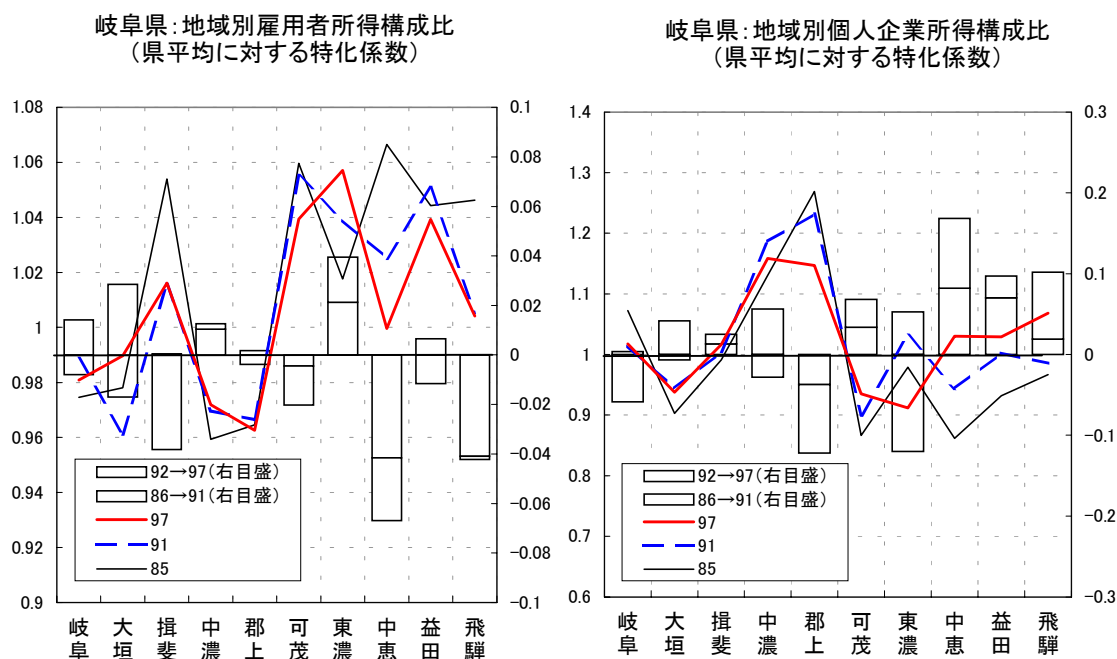 岐阜県:地域別雇用者所得構成比
(県平均に対する特化係数)
1.08
1.06
1.04
1.02
1
0.98
0.96
0.94
0.92
0.9
0.1
0.08
0.06
0.04
0.02
0
-0.02
-0.04
-0.06
-0.08
-0.1
92→97(右目盛)
86→91(右目盛)
97
91
85
岐阜
大垣
揖斐
中濃
郡上
可茂
東濃
中恵
益田
飛騨
岐阜県:地域別個人企業所得構成比
(県平均に対する特化係数)
1.4
1.3
1.2
1.1
1
0.9
0.8
0.7
0.6
0.3
0.2
0.1
0
-0.1
-0.2
-0.3
92→97(右目盛)
86→91(右目盛)
97
91
85
岐阜
大垣
揖斐
中濃
郡上
可茂
東濃
中恵
益田
飛騨